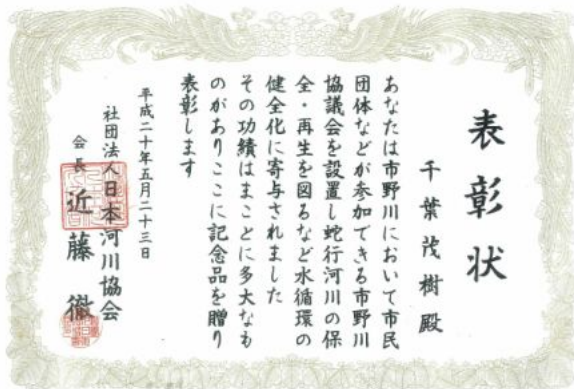 表彰状
千葉茂樹殿
あなたは市野川において市民
団体などが参加できる市野川
協議会を設置し蛇行河川の保
全・再生を図るなど水循環の
健全化に寄与されました
その功績はまことに多大なも
のがありここに記念品を贈り
表彰します
平成二十年五月二十三日
社団法人日本河川協会
会長 近藤徹